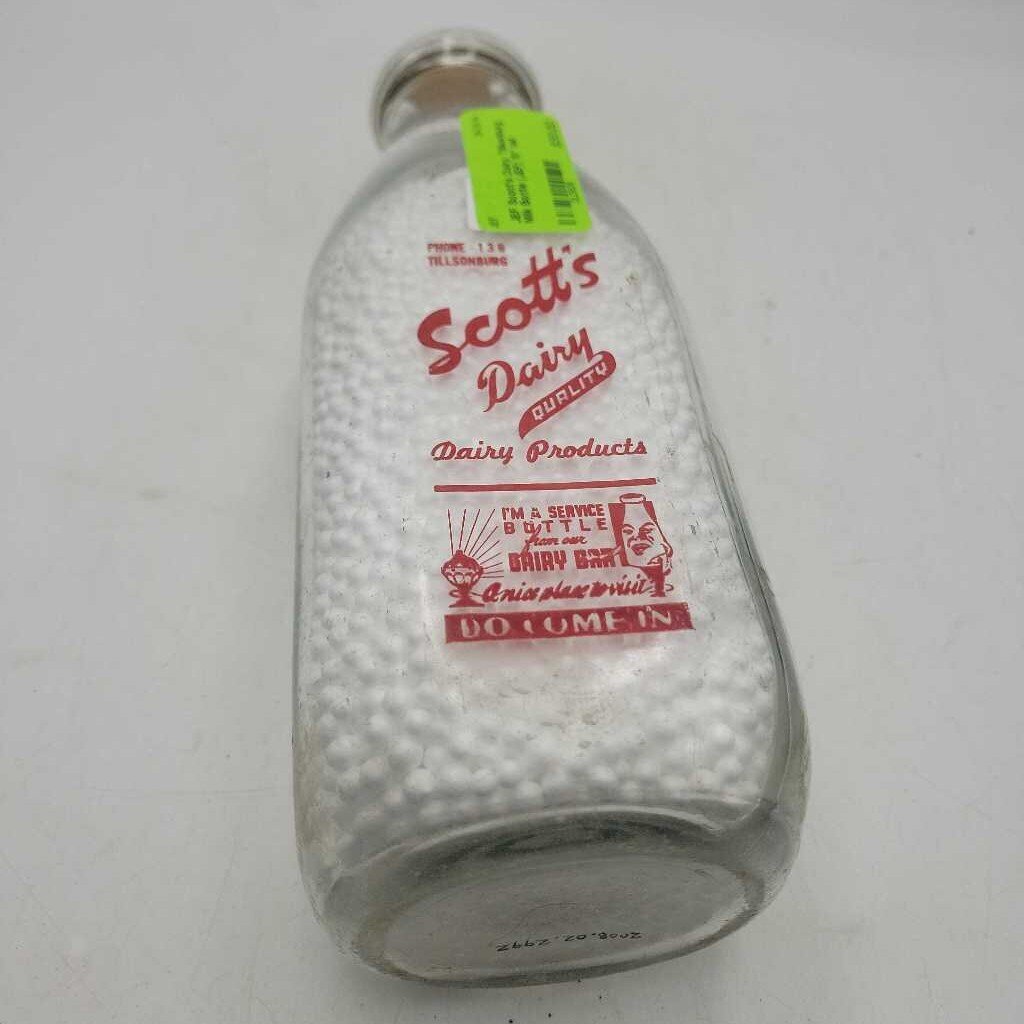 PHONE 138
TILLSONBURG
Scott's
Dairy
QUALITY
Dairy Products
I'M A SERVICE
BOTTLE
from our
DAIRY BAR
A nice place to visit
DO COME IN
2008.02.2992